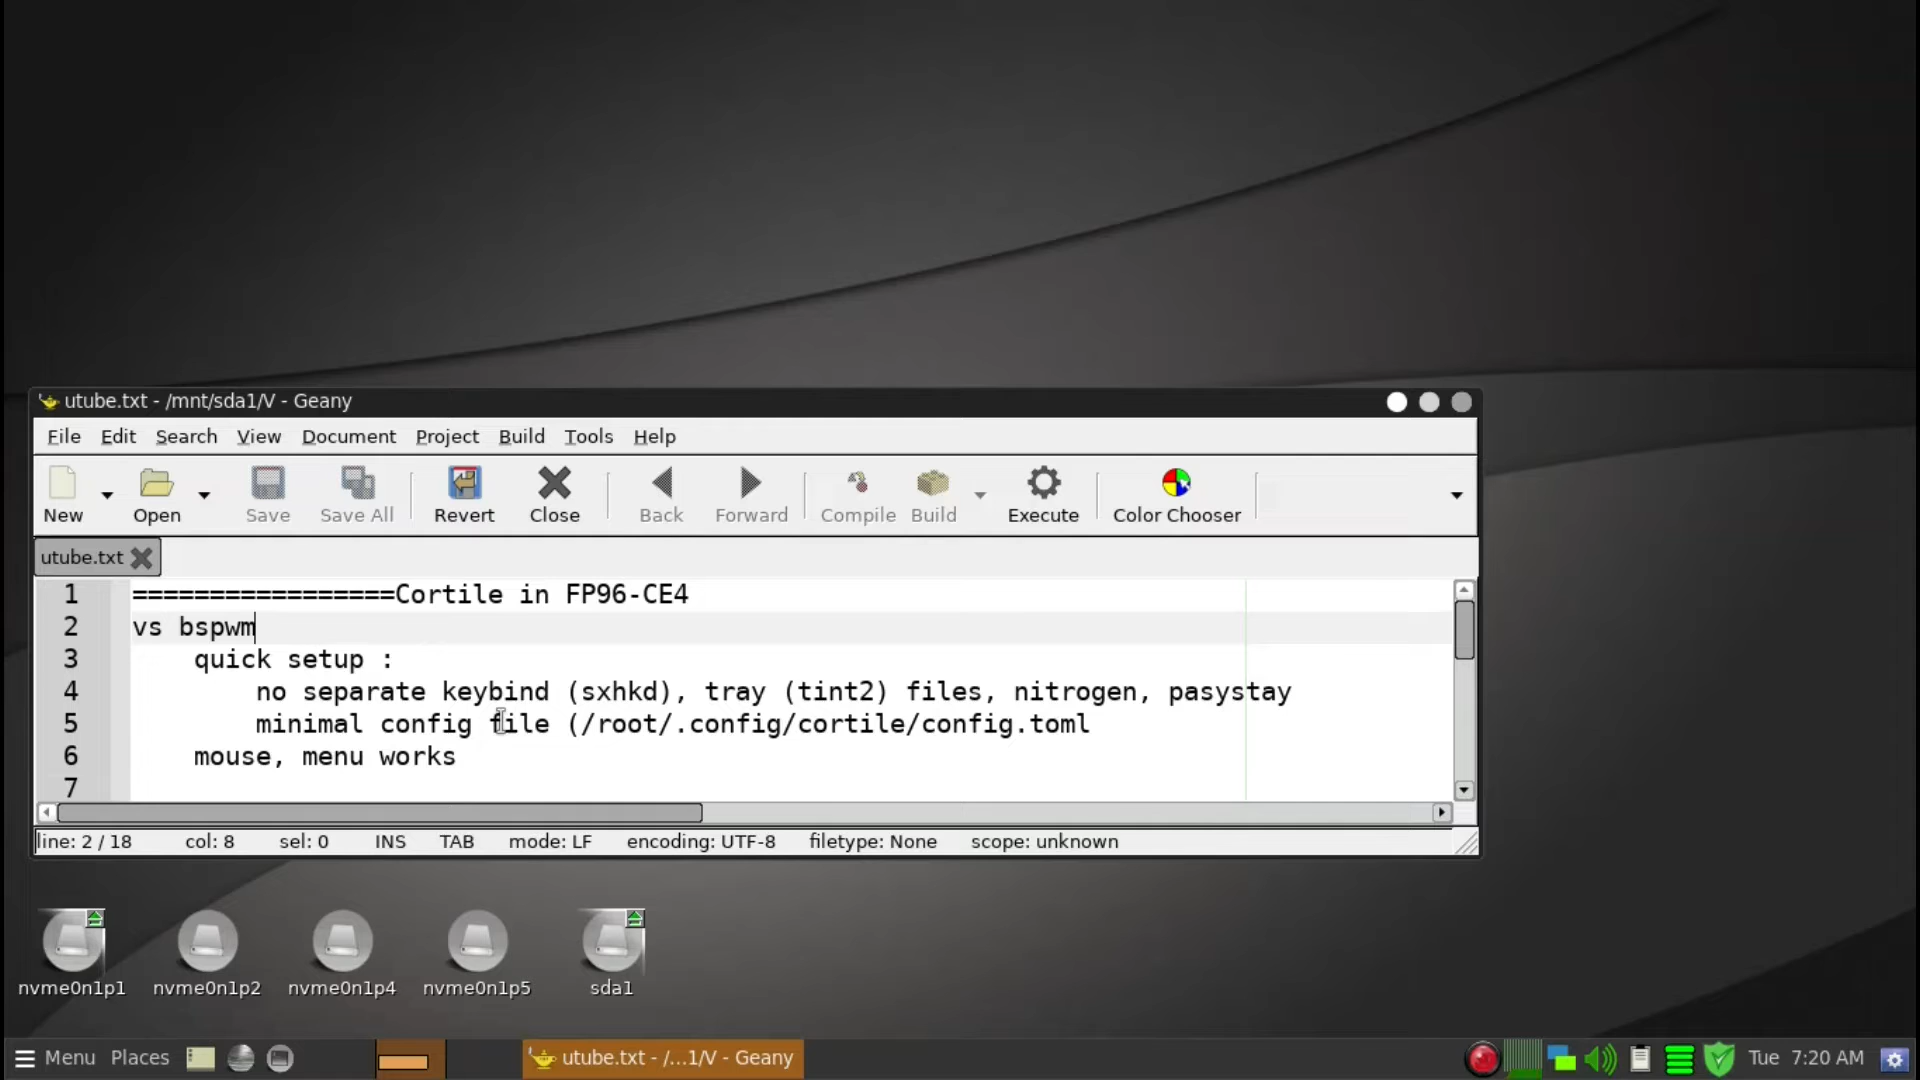 utube.txt - /mnt/sda1/V - Geany
File Edit Search View Document Project Build Tools Help
New Open Save Save All Revert Close Back Forward Compile Build Execute Color Chooser
utube.txt
1 =================Cortile in FP96-CE4
2 vs bspwm
3 quick setup :
4 no separate keybind (sxhkd), tray (tint2) files, nitrogen, pasystay
5 minimal config file (/root/.config/cortile/config.toml
6 mouse, menu works
7
line: 2 / 18 col: 8 sel: 0 INS TAB mode: LF encoding: UTF-8 filetype: None scope: unknown
nvme0n1p1 nvme0n1p2 nvme0n1p4 nvme0n1p5 sda1
Menu Places utube.txt - /...1/V - Geany Tue 7:20 AM